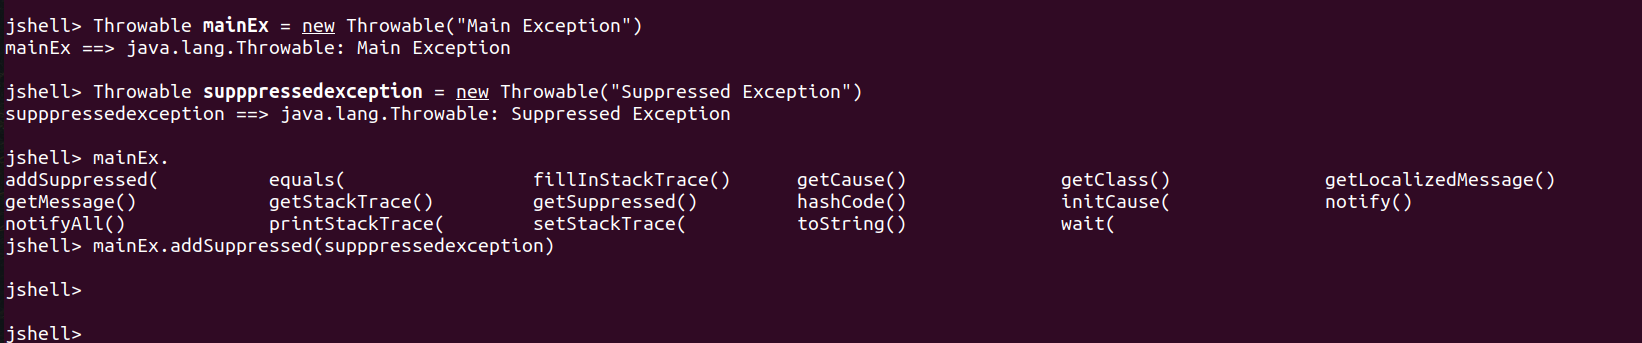 jshell> Throwable mainEx = new Throwable("Main Exception")
mainEx ==> java.lang.Throwable: Main Exception
jshell> Throwable supppressedexception = new Throwable("Suppressed Exception")
supppressedexception ==> java.lang.Throwable: Suppressed Exception
jshell> mainEx.
addSuppressed( equals( fillInStackTrace() getCause() getClass() getLocalizedMessage()
getMessage() getStackTrace() getSuppressed() hashCode() initCause( notify()
notifyAll() printStackTrace( setStackTrace( toString() wait(
jshell> mainEx.addSuppressed(supppressedexception)
jshell>
jshell>